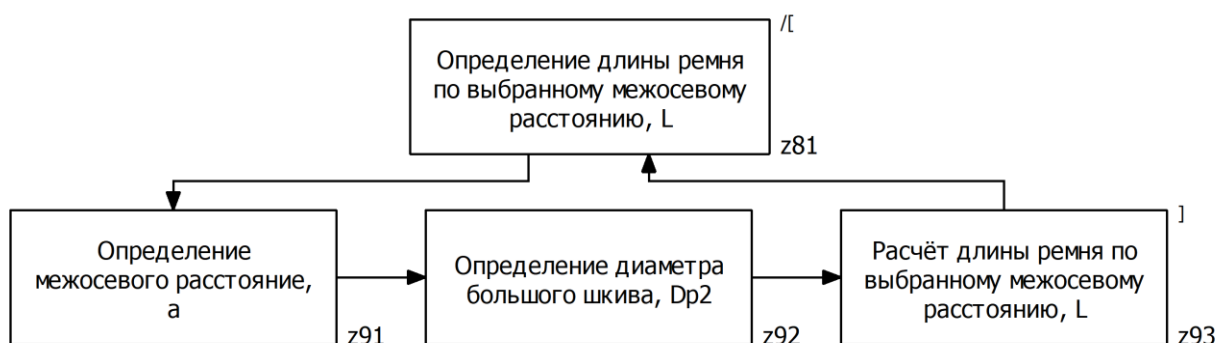 /[
Определение длины ремня
по выбранному межосевому
расстоянию, L
z81
Определение
межосевого расстояние,
a
z91
Определение диаметра
большого шкива, Dp2
z92
]
Расчёт длины ремня по
выбранному межосевому
расстоянию, L
z93